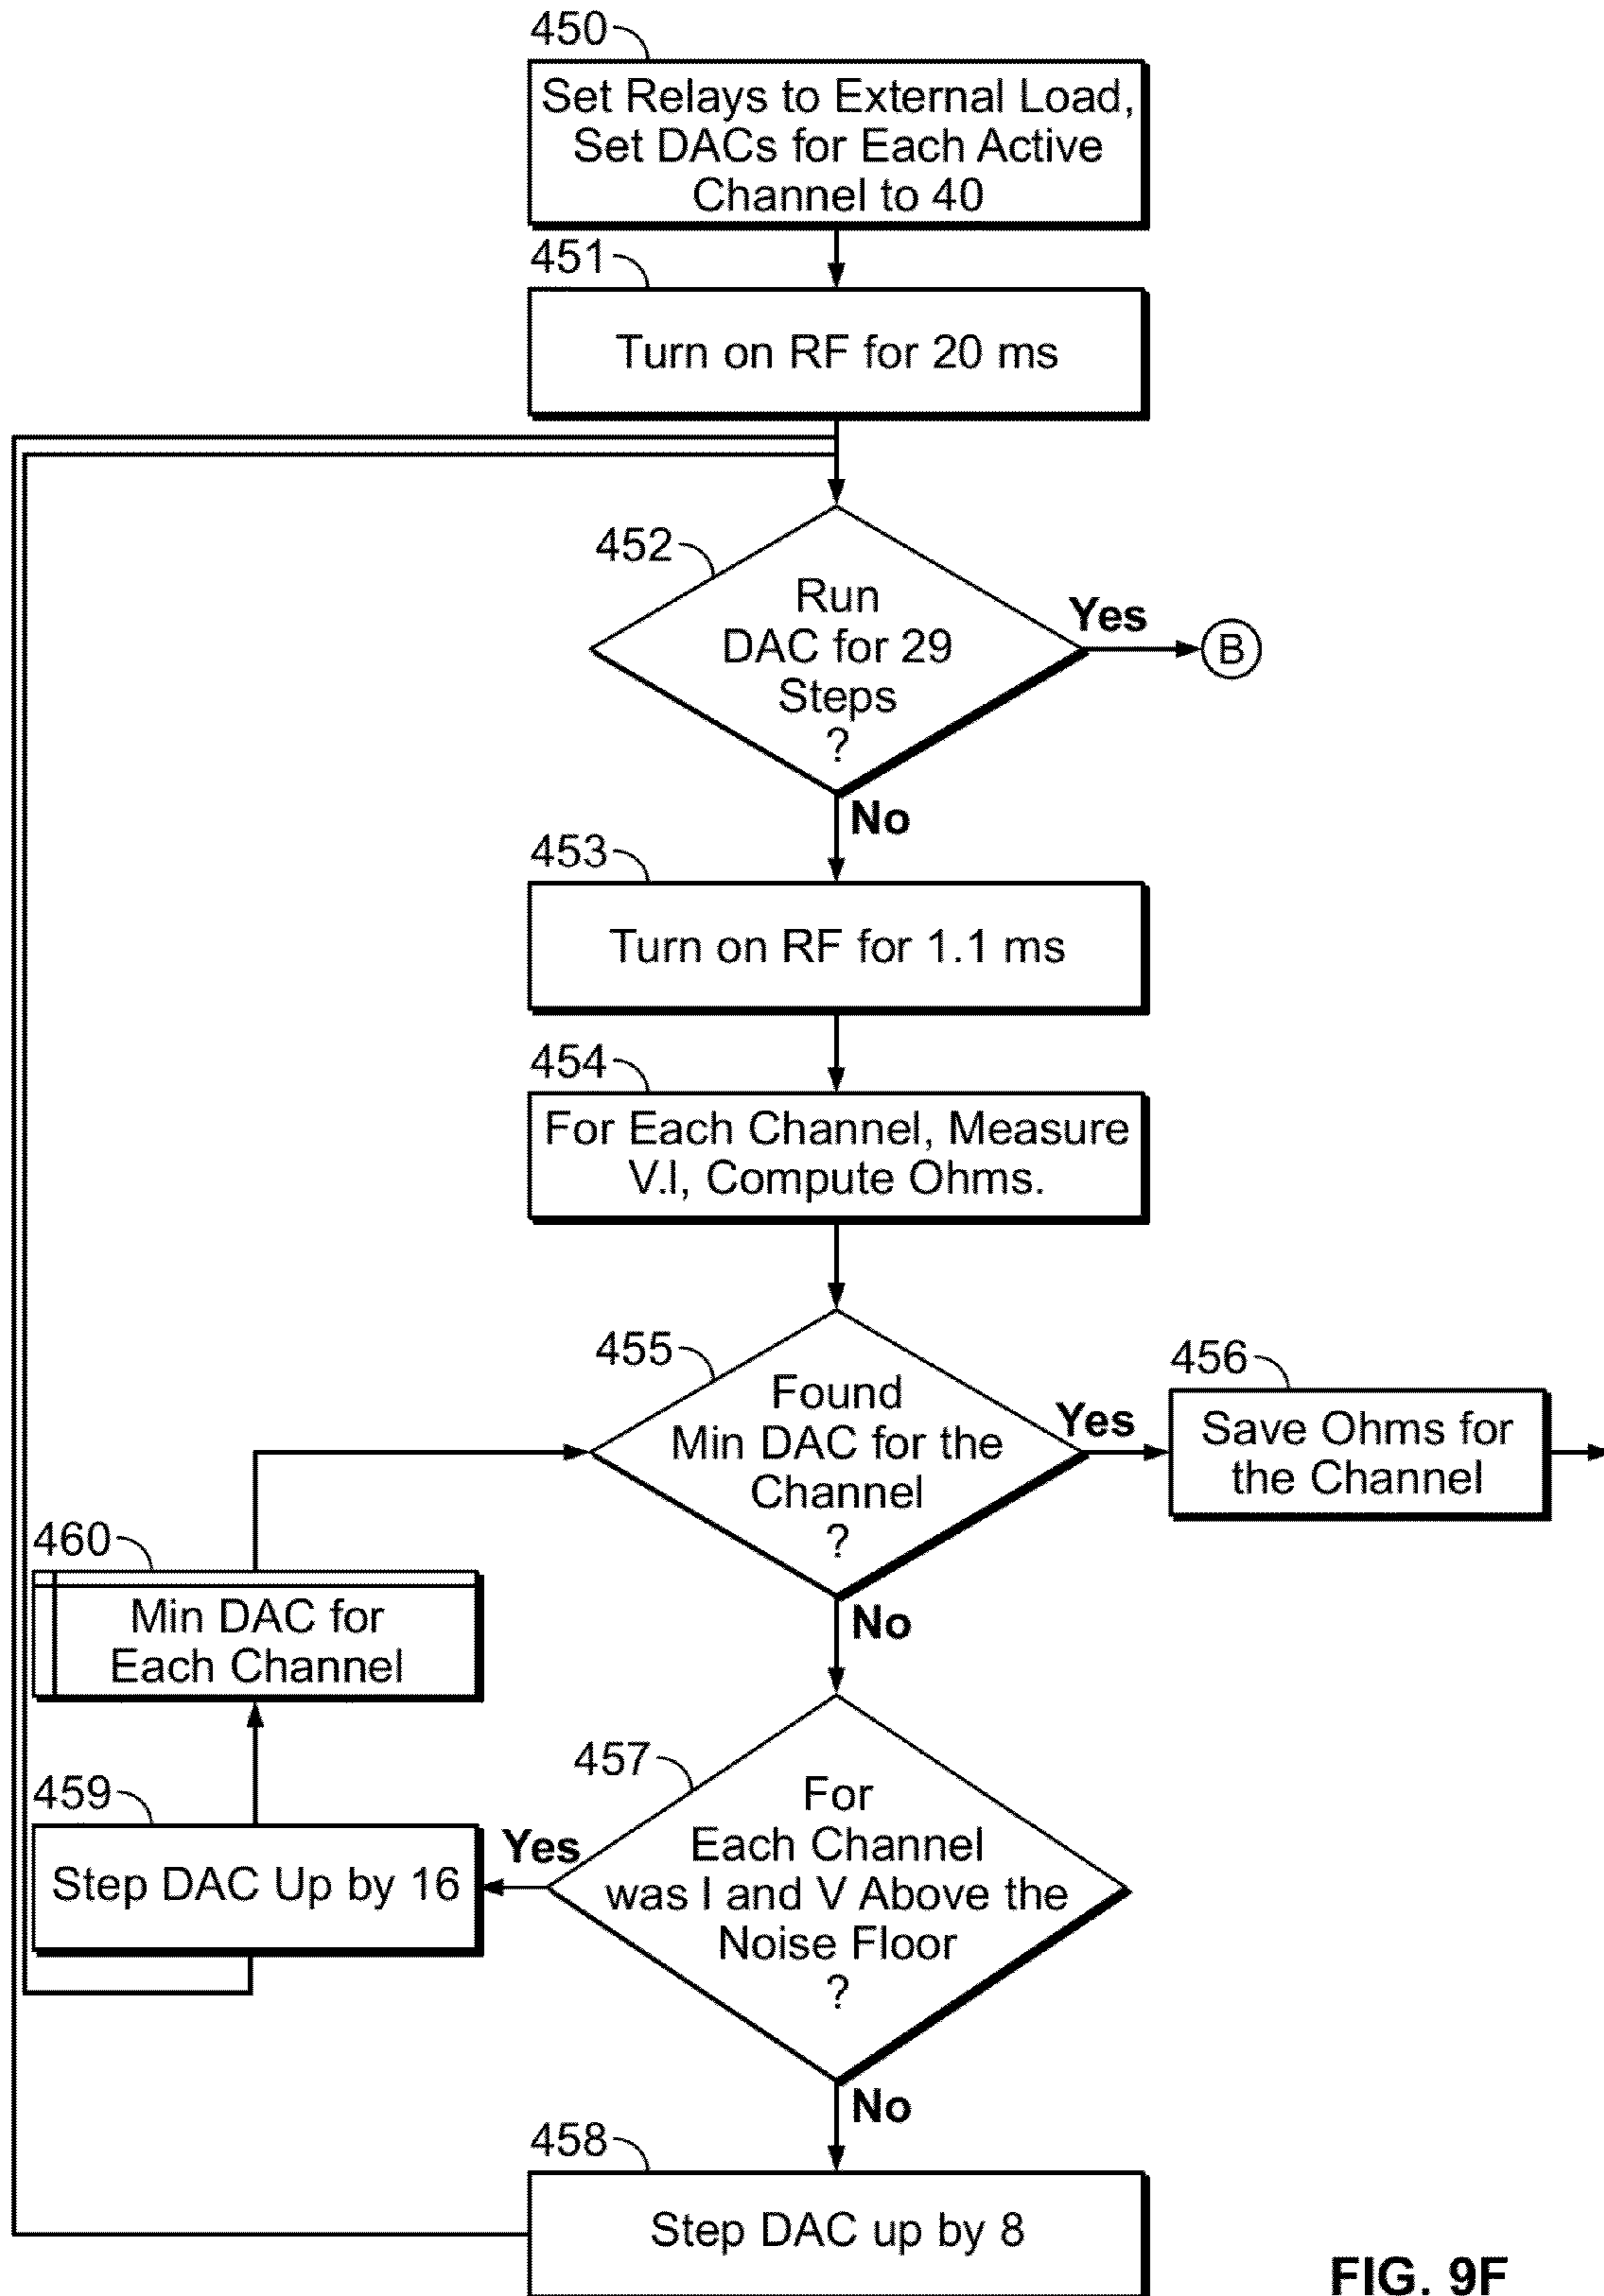 450
Set Relays to External Load,
Set DACs for Each Active
Channel to 40
451
Turn on RF for 20 ms
452
Run
DAC for 29
Steps
?
Yes
B
No
453
Turn on RF for 1.1 ms
454
For Each Channel, Measure
V.I, Compute Ohms.
455
Found
Min DAC for the
Channel
?
Yes
456
Save Ohms for
the Channel
No
460
Min DAC for
Each Channel
457
For
Each Channel
was I and V Above the
Noise Floor
?
Yes
459
Step DAC Up by 16
No
458
Step DAC up by 8
FIG. 9F